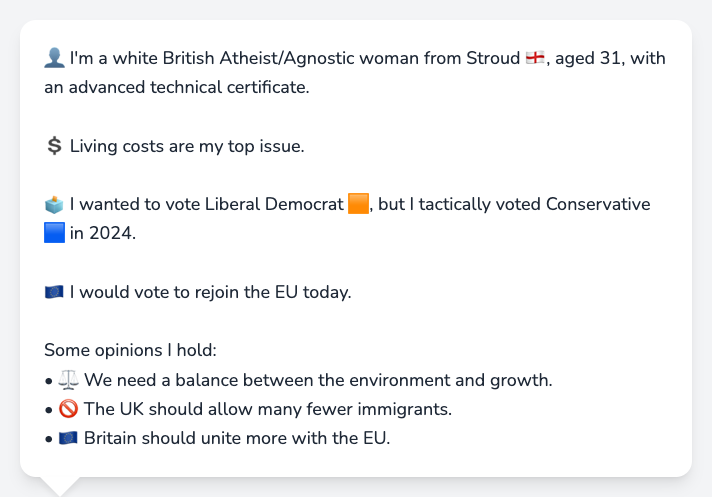 👤 I'm a white British Atheist/Agnostic woman from Stroud 🏴󠁧󠁢󠁥󠁮󠁧󠁿, aged 31, with
an advanced technical certificate.
💲 Living costs are my top issue.
🗳️ I wanted to vote Liberal Democrat 🟧, but I tactically voted Conservative
🟦 in 2024.
🇪🇺 I would vote to rejoin the EU today.
Some opinions I hold:
• ⚖️ We need a balance between the environment and growth.
• 🚫 The UK should allow many fewer immigrants.
• 🇪🇺 Britain should unite more with the EU.